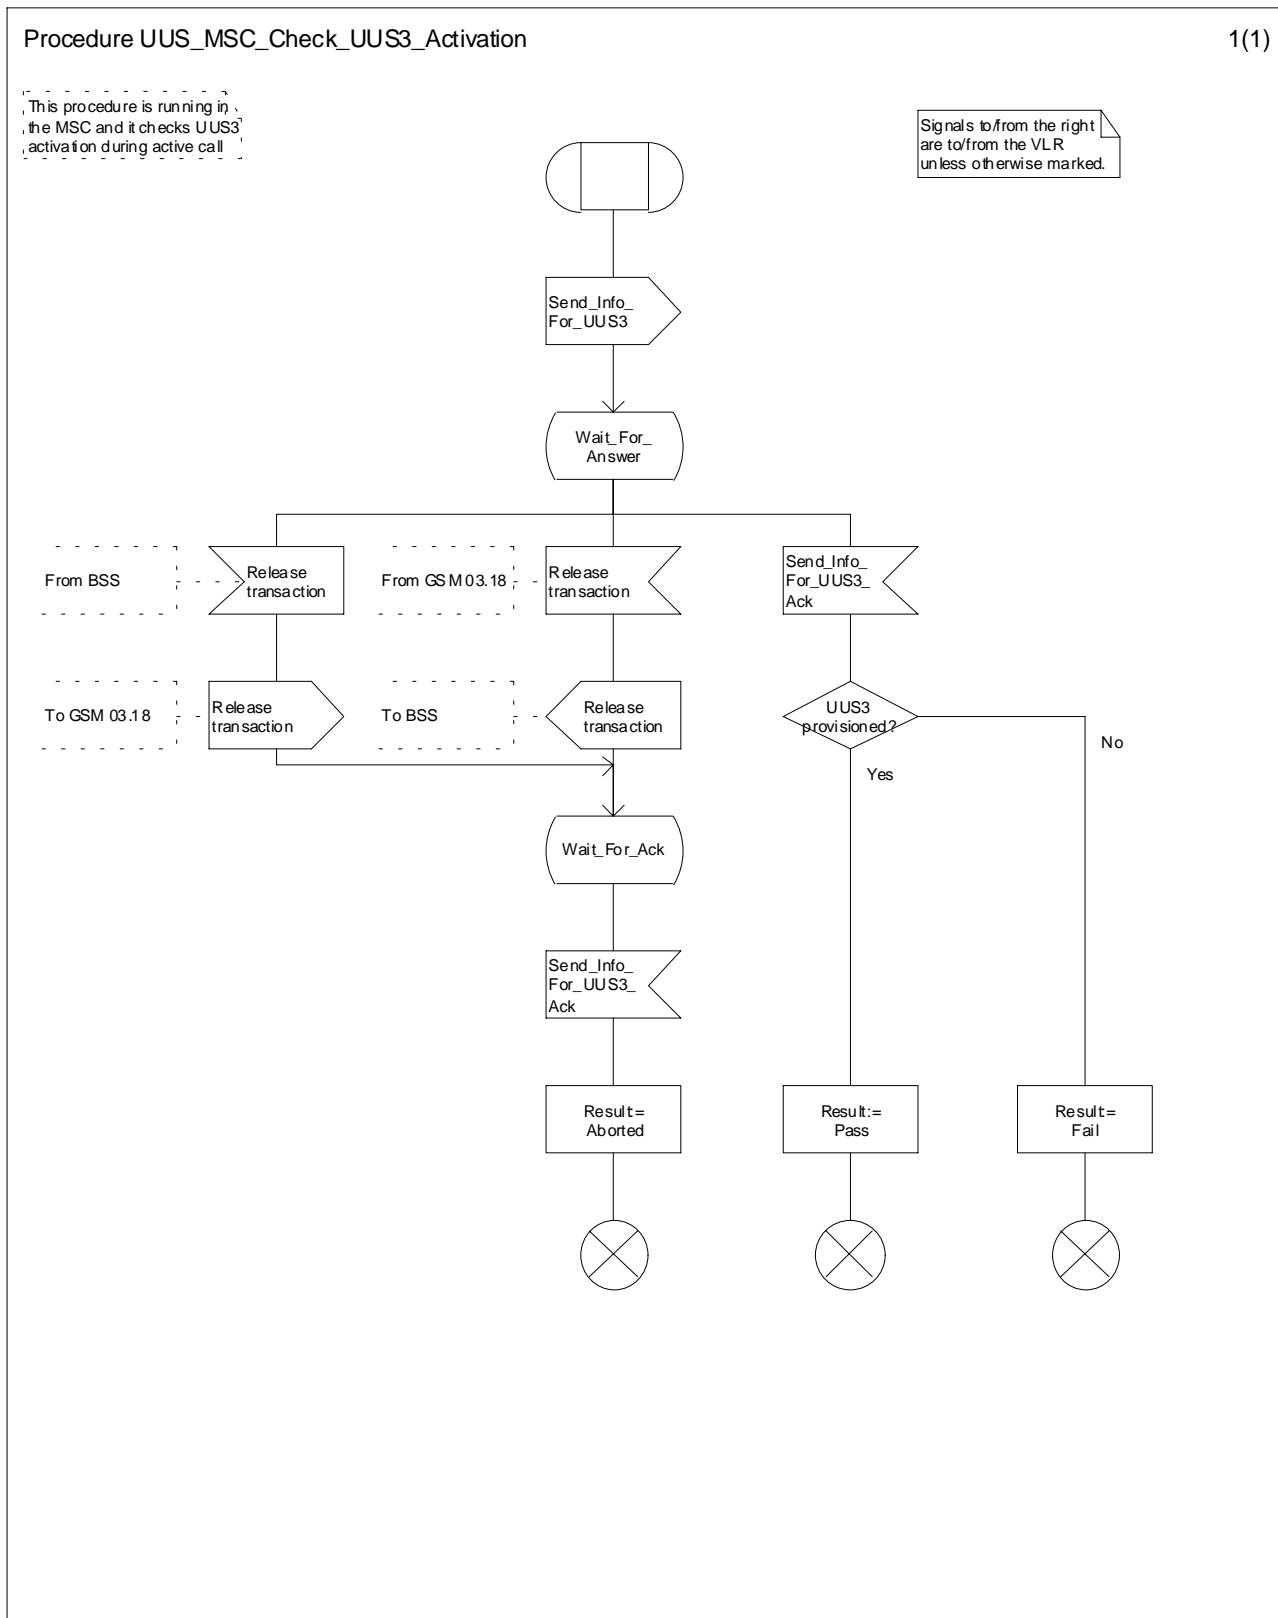 Procedure UUS_MSC_Check_UUS3_Activation
1(1)
This procedure is running in
the MSC and it checks UUS3
activation during active call
Signals to/from the right
are to/from the VLR
unless otherwise marked.
Send_Info_
For_UUS3
Wait_For_
Answer
From BSS
Release
transaction
From GSM 03.18
Release
transaction
Send_Info_
For_UUS3_
Ack
To GSM 03.18
Release
transaction
To BSS
Release
transaction
UUS3
provisioned?
No
Yes
Wait_For_Ack
Send_Info_
For_UUS3_
Ack
Result=
Aborted
Result:=
Pass
Result=
Fail